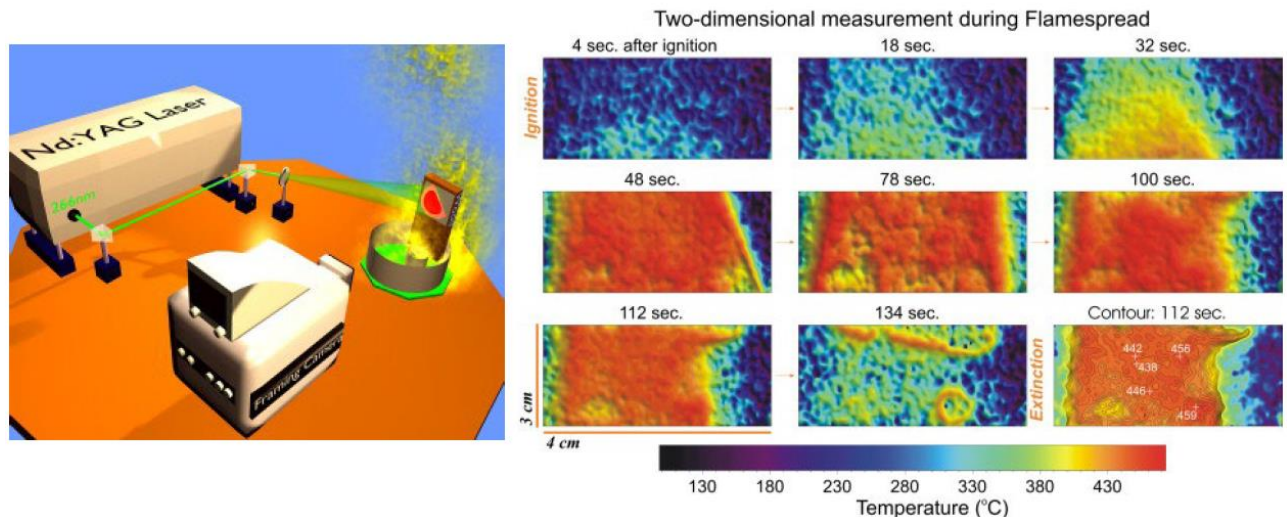 Nd:YAG Laser
266nm
Framing Camera
Two-dimensional measurement during Flamespread
4 sec. after ignition
18 sec.
32 sec.
Ignition
48 sec.
78 sec.
100 sec.
112 sec.
134 sec.
Contour: 112 sec.
442
456
438
446
459
Extinction
3 cm
4 cm
130 180 230 280 330 380 430
Temperature (°C)